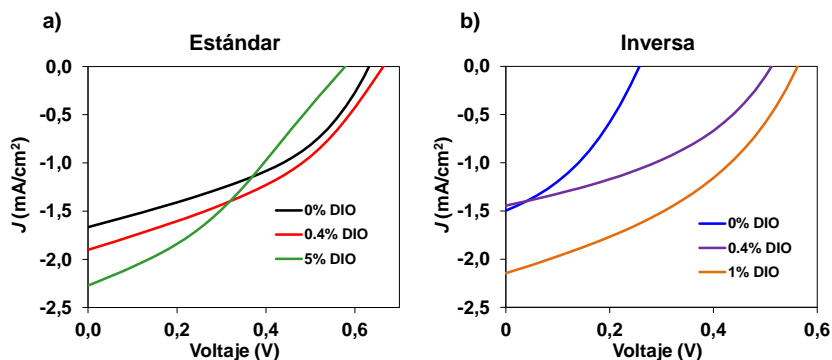 a)
Estándar
J (mA/cm²)
0,0
-0,5
-1,0
-1,5
-2,0
-2,5
0% DIO
0.4% DIO
5% DIO
0,0
0,2
0,4
0,6
Voltaje (V)
b)
Inversa
J (mA/cm²)
0,0
-0,5
-1,0
-1,5
-2,0
-2,5
0% DIO
0.4% DIO
1% DIO
0
0,2
0,4
0,6
Voltaje (V)